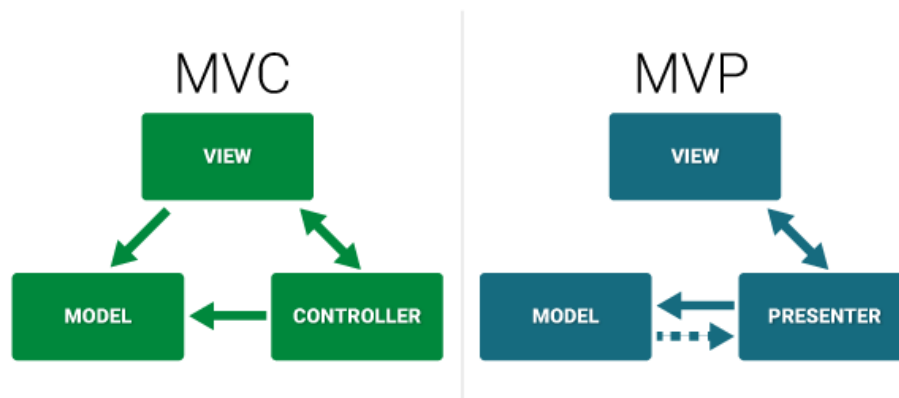 MVC
VIEW
MODEL
CONTROLLER
MVP
VIEW
MODEL
PRESENTER